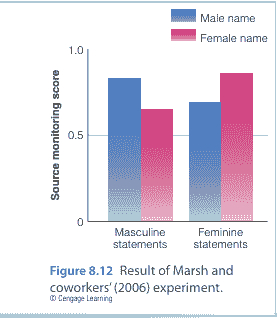 Male name
Female name
1.0
Source monitoring score
0.5
0
Masculine statements
Feminine statements
Figure 8.12 Result of Marsh and
coworkers' (2006) experiment.
© Cengage Learning